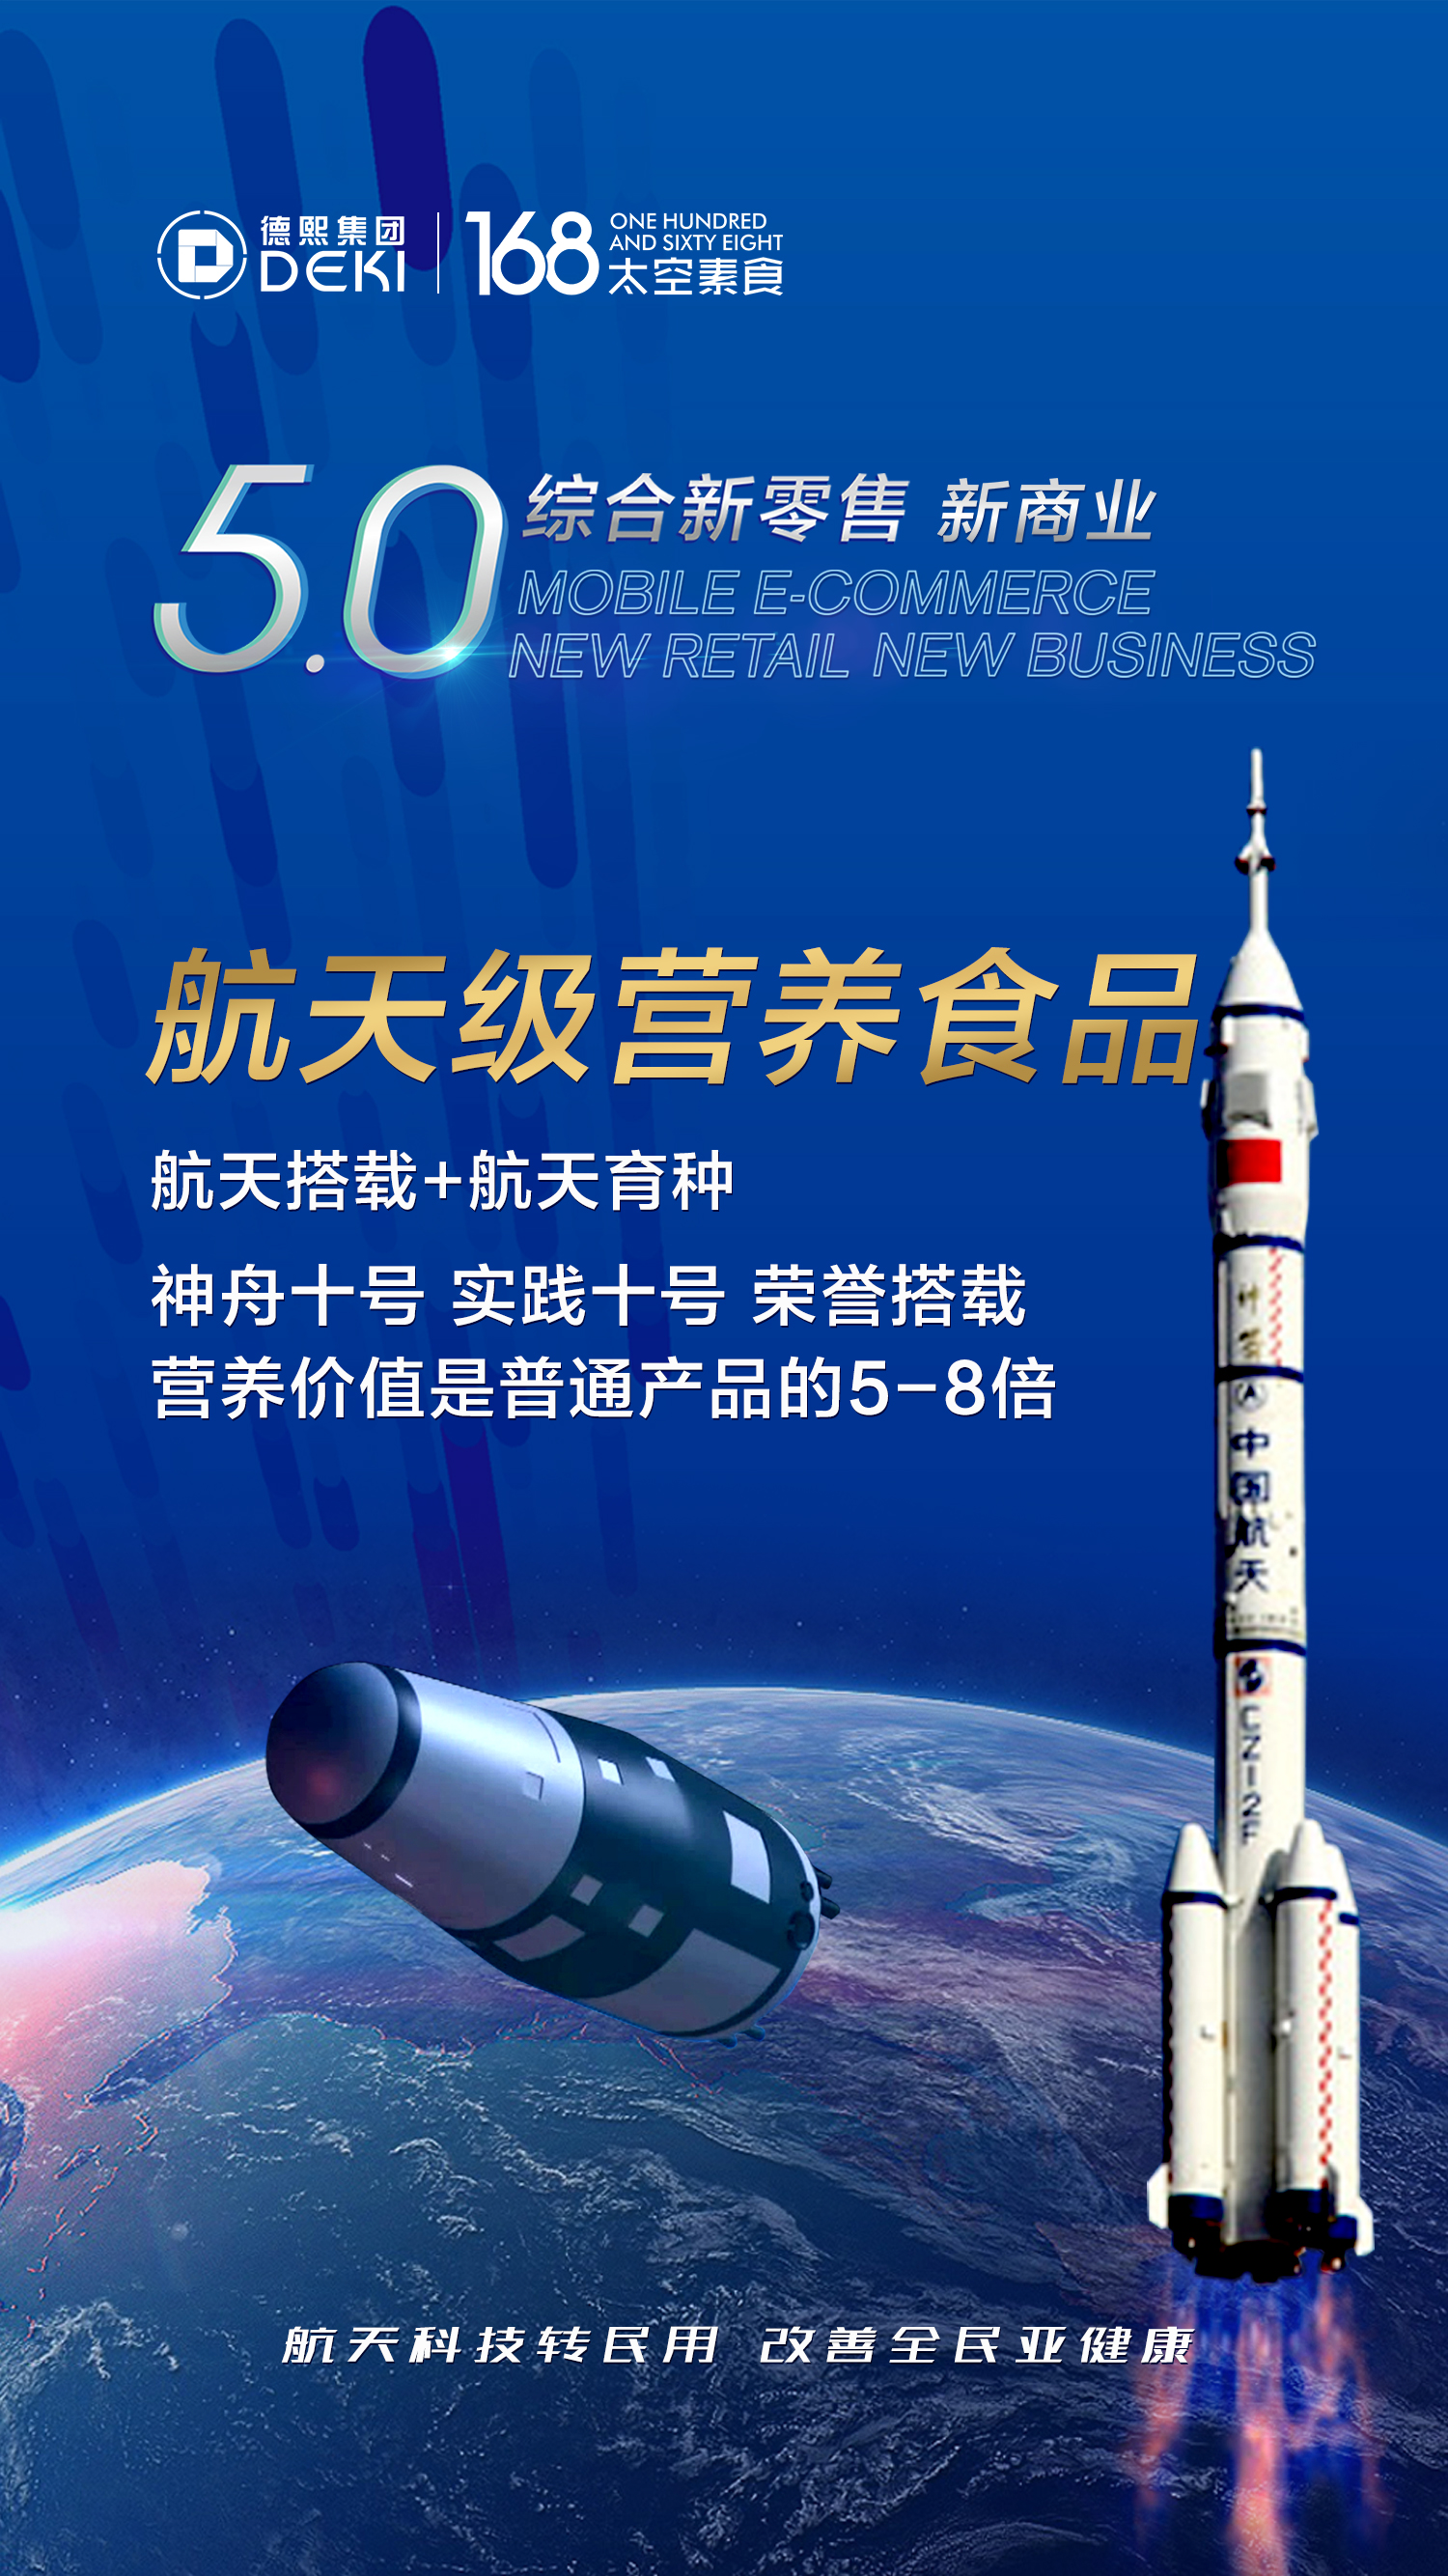 德熙集团
DEKI
168
ONE HUNDRED
AND SIXTY EIGHT
太空素食
5.0
综合新零售 新商业
MOBILE E-COMMERCE
NEW RETAIL NEW BUSINESS
航天级营养食品
航天搭载+航天育种
神舟十号 实践十号 荣誉搭载
营养价值是普通产品的5-8倍
中国航天
CZ12F
航天科技转民用 改善全民亚健康